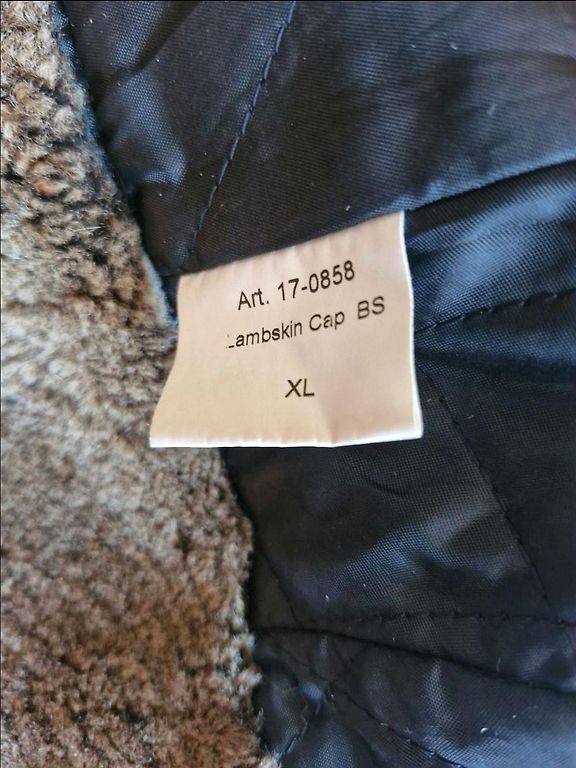 Art. 17-0858
Lambskin Cap BS
XL